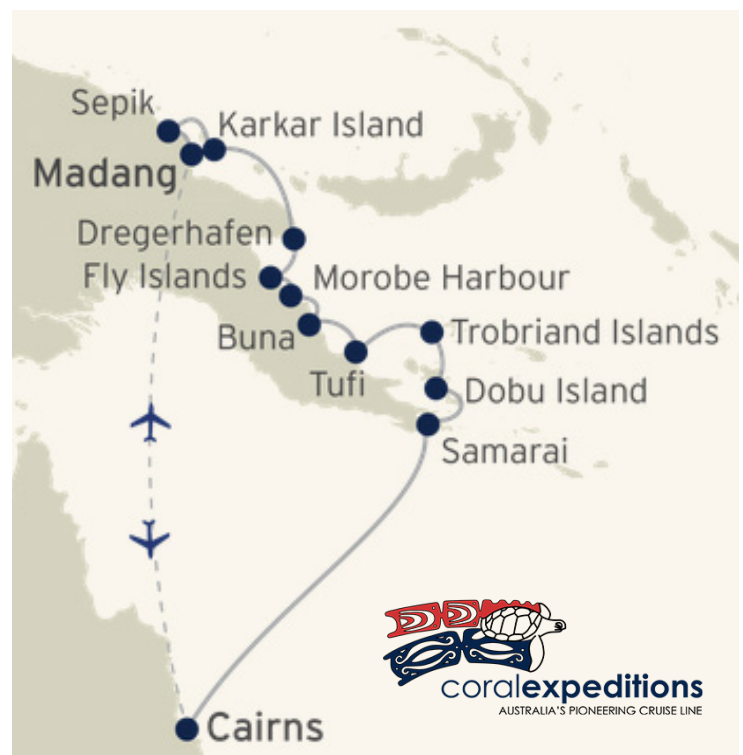 Sepik
Karkar Island
Madang
Dregerhafen
Fly Islands
Morobe Harbour
Buna
Trobriand Islands
Tufi
Dobu Island
Samarai
coralexpeditions
AUSTRALIA'S PIONEERING CRUISE LINE
Cairns